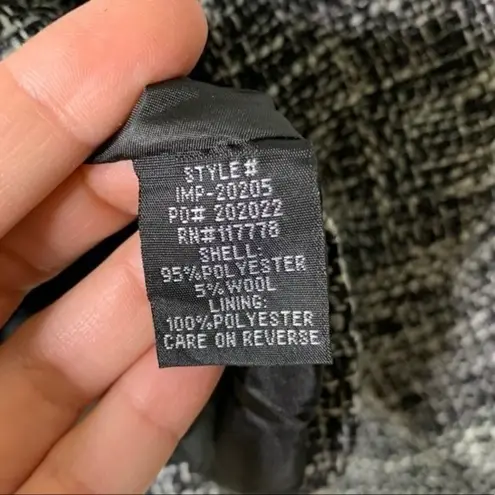 STYLE#
IMP-20205
PO# 202022
RN#117778
SHELL:
95%POLYESTER
5%WOOL
LINING:
100%POLYESTER
CARE ON REVERSE